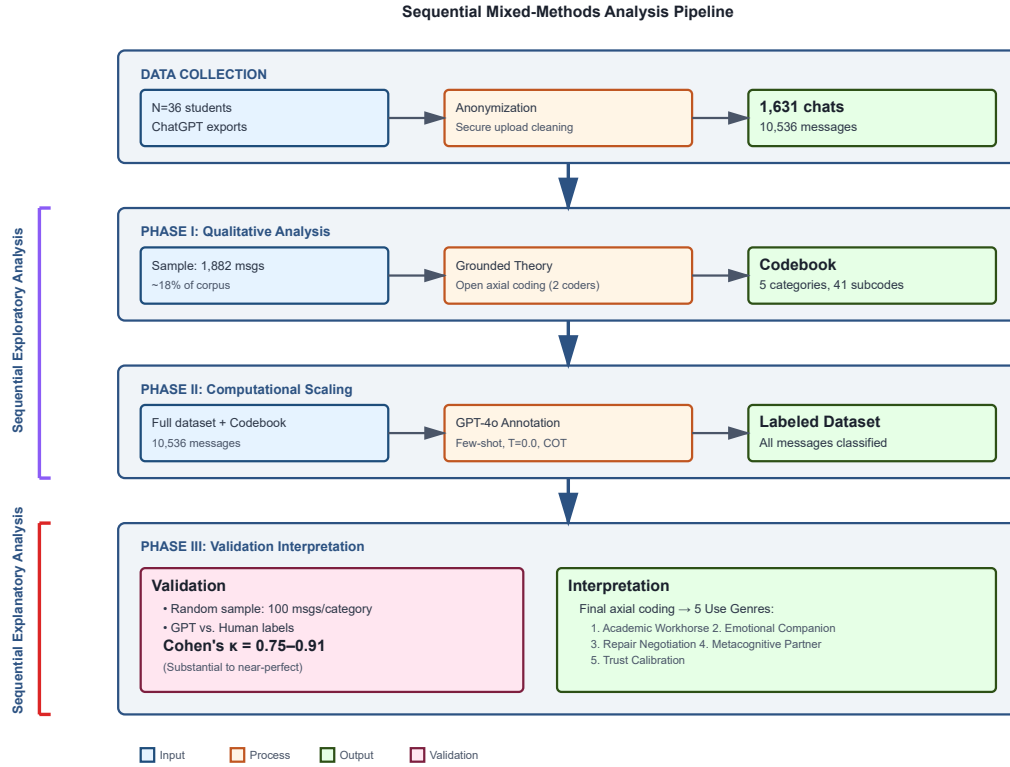 Sequential Mixed-Methods Analysis Pipeline
DATA COLLECTION
N=36 students
ChatGPT exports
Anonymization
Secure upload cleaning
1,631 chats
10,536 messages
Sequential Exploratory Analysis
PHASE I: Qualitative Analysis
Sample: 1,882 msgs
~18% of corpus
Grounded Theory
Open axial coding (2 coders)
Codebook
5 categories, 41 subcodes
PHASE II: Computational Scaling
Full dataset + Codebook
10,536 messages
GPT-4o Annotation
Few-shot, T=0.0, COT
Labeled Dataset
All messages classified
Sequential Explanatory Analysis
PHASE III: Validation Interpretation
Validation
• Random sample: 100 msgs/category
• GPT vs. Human labels
Cohen's κ = 0.75–0.91
(Substantial to near-perfect)
Interpretation
Final axial coding → 5 Use Genres:
1. Academic Workhorse 2. Emotional Companion
3. Repair Negotiation 4. Metacognitive Partner
5. Trust Calibration
Input
Process
Output
Validation